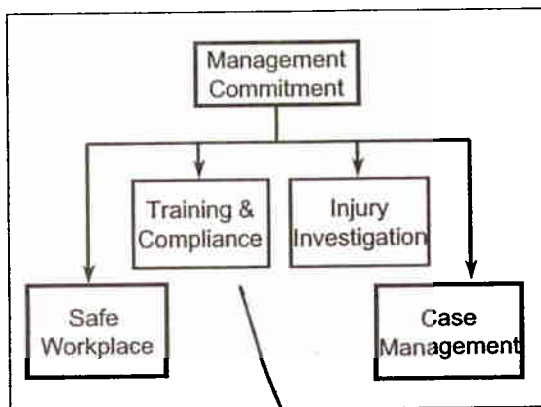 Management
Commitment
Training &
Compliance
Injury
Investigation
Safe
Workplace
Case
Management